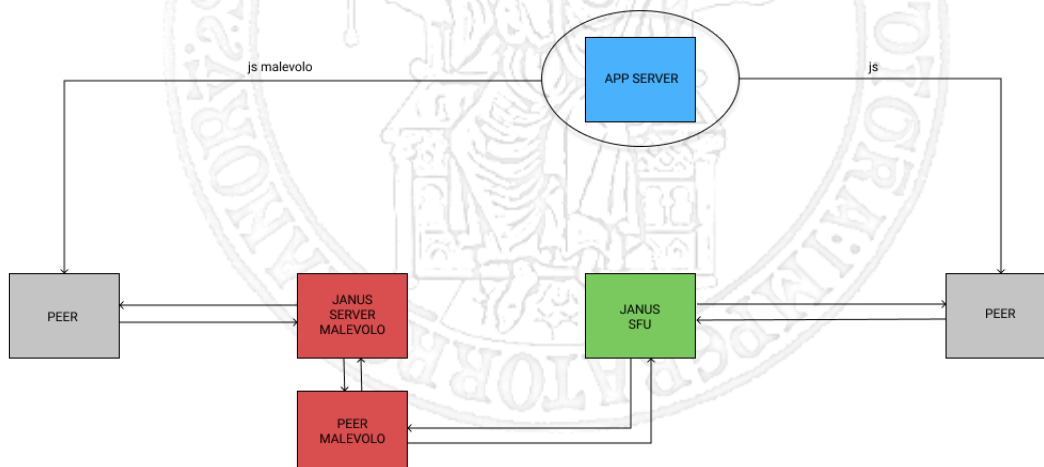 APP SERVER
js malevolo
js
PEER
JANUS
SERVER
MALEVOLO
JANUS
SFU
PEER
PEER
MALEVOLO